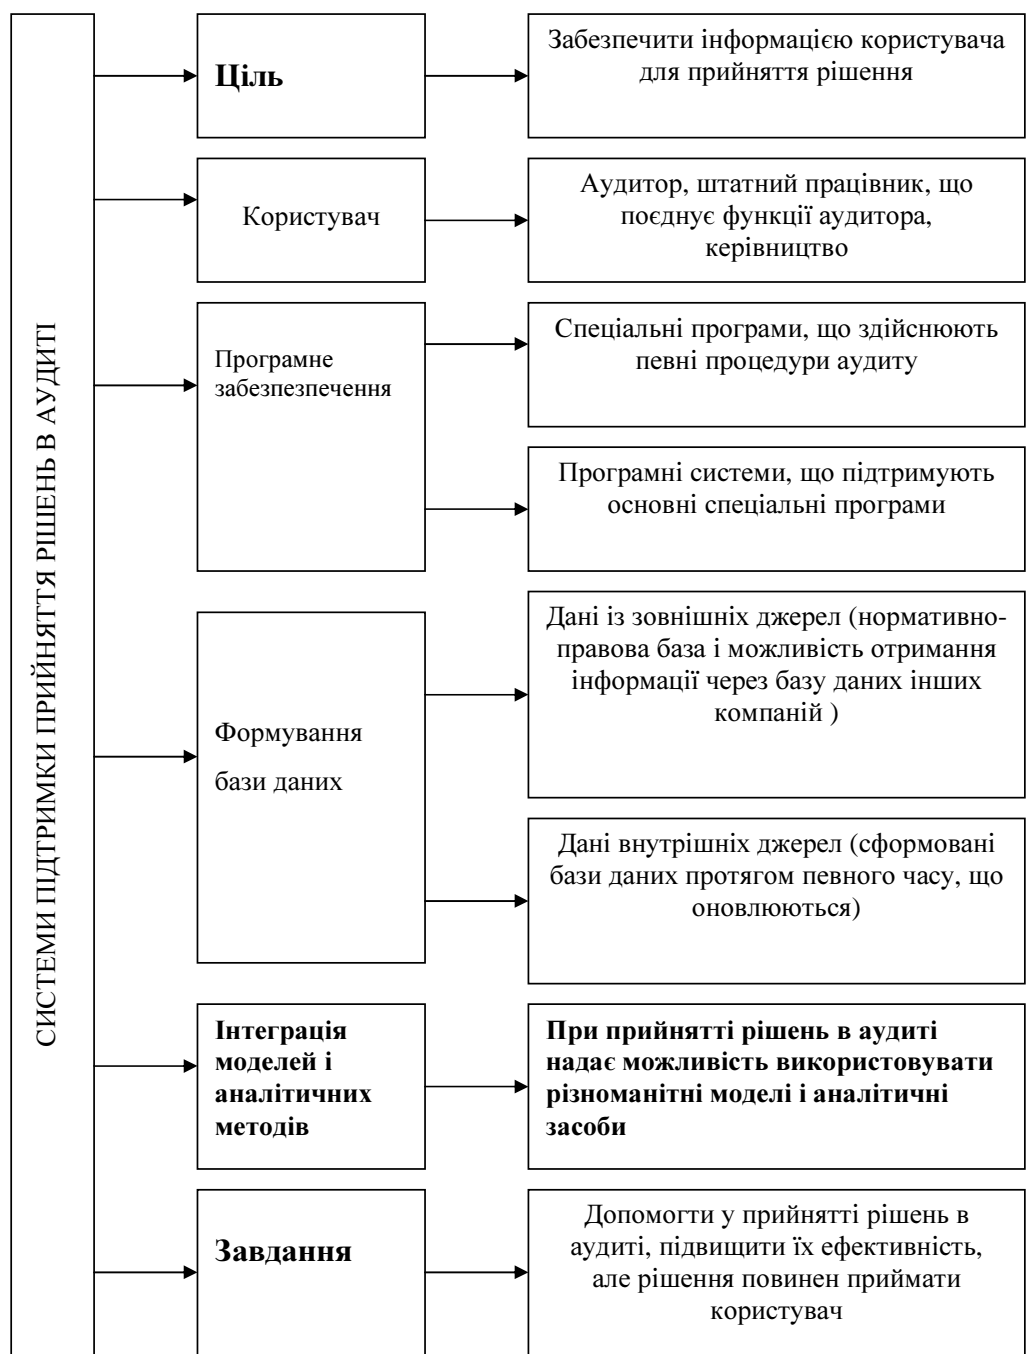 СИСТЕМИ ПІДТРИМКИ ПРИЙНЯТТЯ РІШЕНЬ В АУДИТІ
Ціль
Забезпечити інформацією користувача
для прийняття рішення
Користувач
Аудитор, штатний працівник, що
поєднує функції аудитора,
керівництво
Програмне
забезпезпечення
Спеціальні програми, що здійснюють
певні процедури аудиту
Програмні системи, що підтримують
основні спеціальні програми
Формування
бази даних
Дані із зовнішніх джерел (нормативно-
правова база і можливість отримання
інформації через базу даних інших
компаній )
Дані внутрішніх джерел (сформовані
бази даних протягом певного часу, що
оновлюються)
Інтеграція
моделей і
аналітичних
методів
При прийнятті рішень в аудиті
надає можливість використовувати
різноманітні моделі і аналітичні
засоби
Завдання
Допомогти у прийнятті рішень в
аудиті, підвищити їх ефективність,
але рішення повинен приймати
користувач